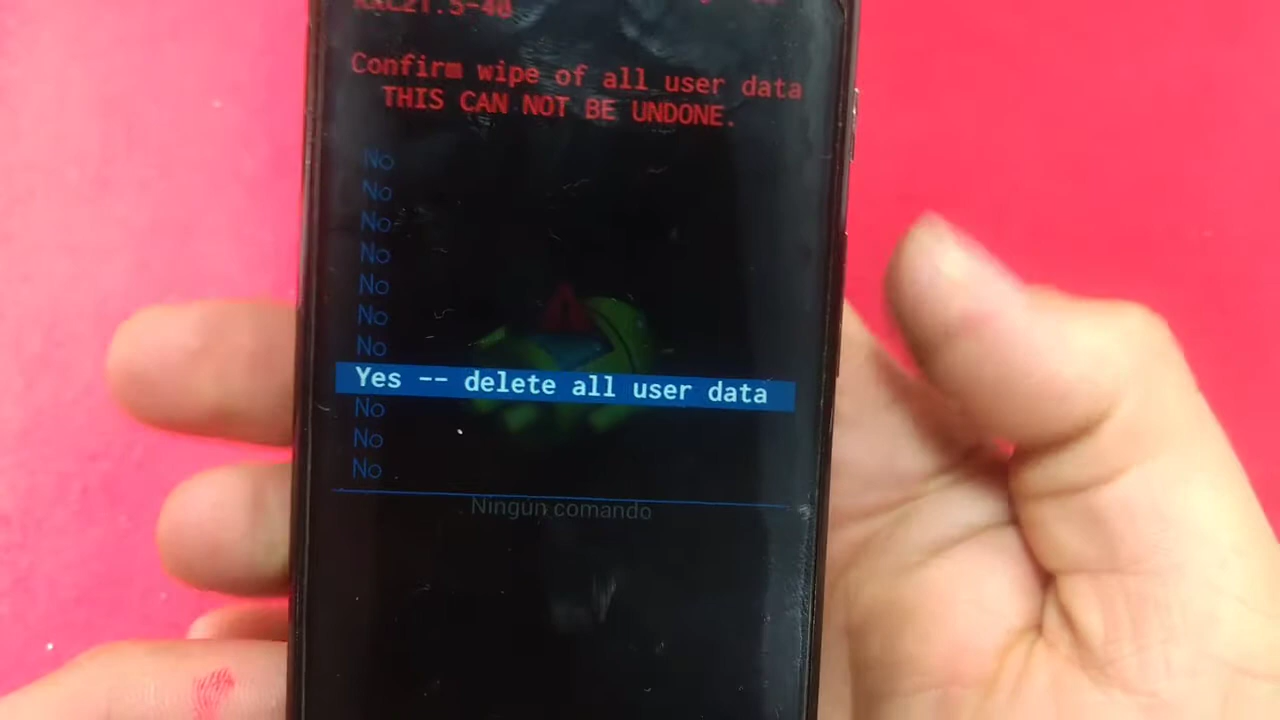 Confirm wipe of all user data
THIS CAN NOT BE UNDONE.
No
No
No
No
No
No
No
Yes -- delete all user data
No
No
No
Ningún comando